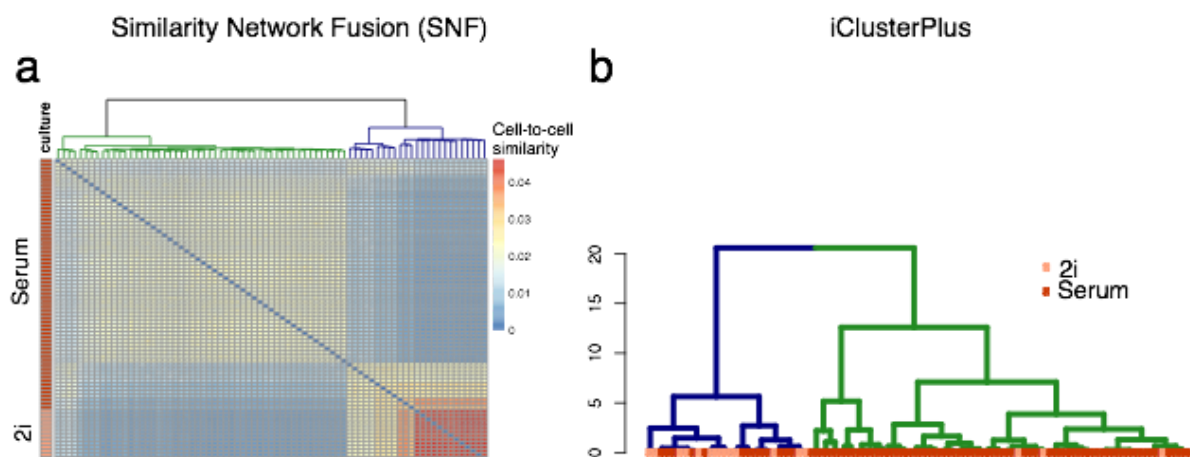 Similarity Network Fusion (SNF)
iClusterPlus
a
b
culture
Cell-to-cell
similarity
0.04
0.03
0.02
0.01
0
Serum
2i
20
15
10
5
0
2i
Serum